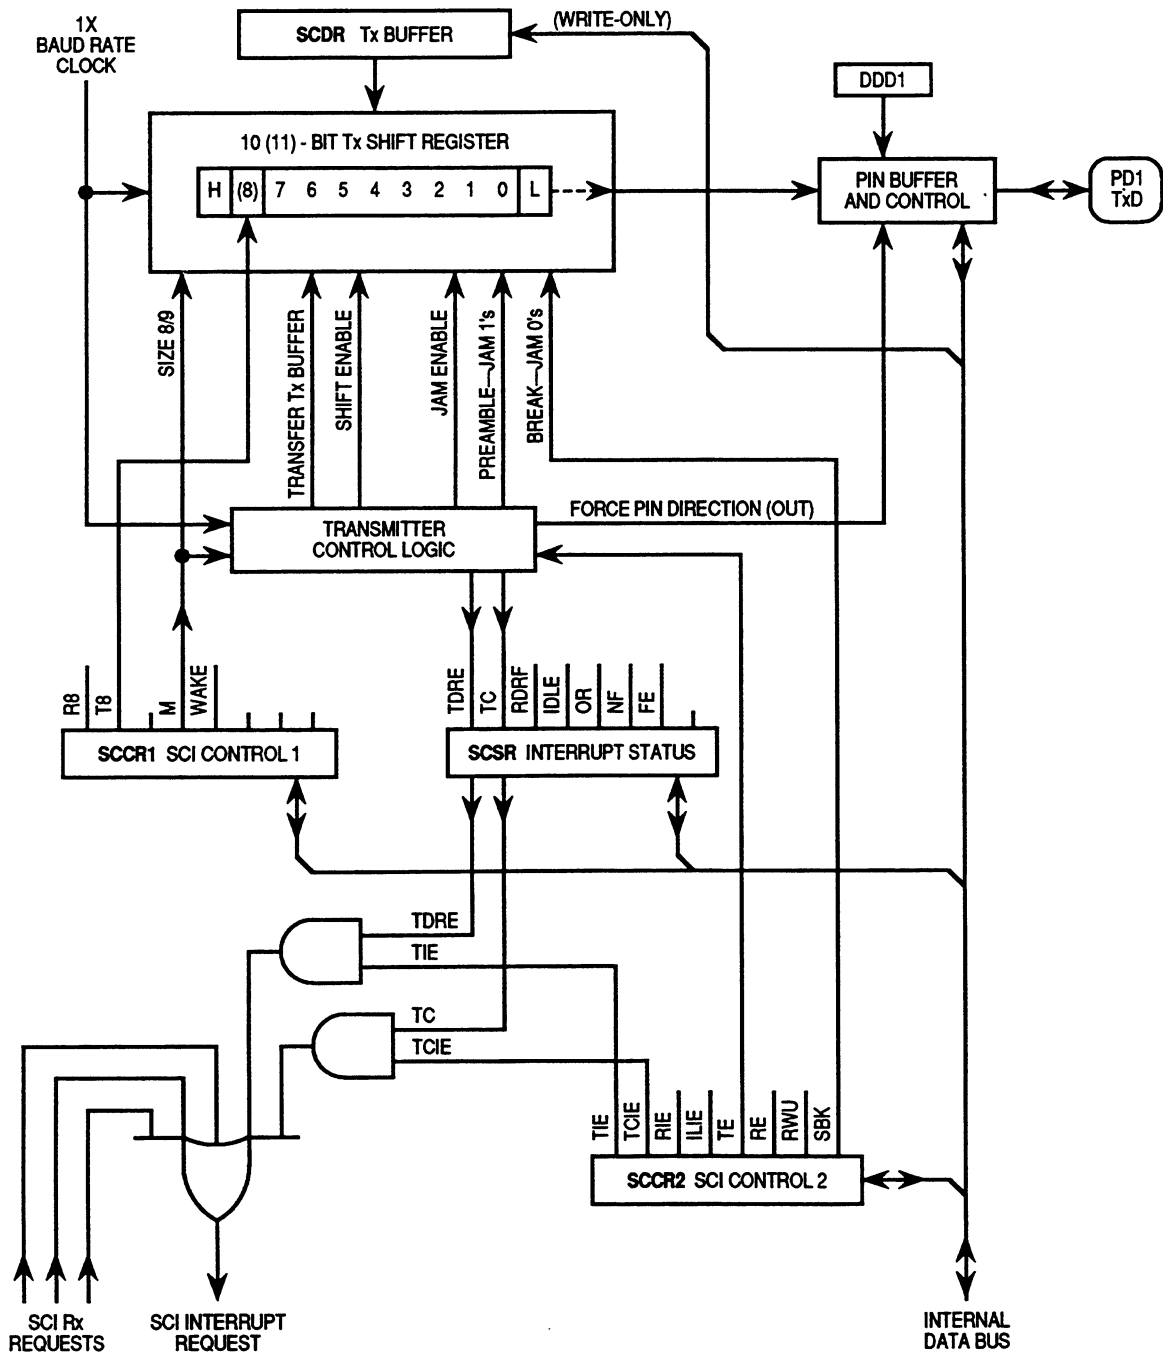 1X
BAUD RATE
CLOCK
SCDR Tx BUFFER
(WRITE-ONLY)
DDD1
10 (11) - BIT Tx SHIFT REGISTER
H (8) 7 6 5 4 3 2 1 0 L
PIN BUFFER
AND CONTROL
PD1
TxD
SIZE 8/9
TRANSFER Tx BUFFER
SHIFT ENABLE
JAM ENABLE
PREAMBLE—JAM 1's
BREAK—JAM 0's
FORCE PIN DIRECTION (OUT)
TRANSMITTER
CONTROL LOGIC
R8
T8
M
WAKE
TDRE
TC
RDRF
IDLE
OR
NF
FE
SCCR1 SCI CONTROL 1
SCSR INTERRUPT STATUS
TDRE
TIE
TC
TCIE
TIE
TCIE
RIE
ILIE
TE
RE
RWU
SBK
SCCR2 SCI CONTROL 2
SCI Rx
REQUESTS
SCI INTERRUPT
REQUEST
INTERNAL
DATA BUS